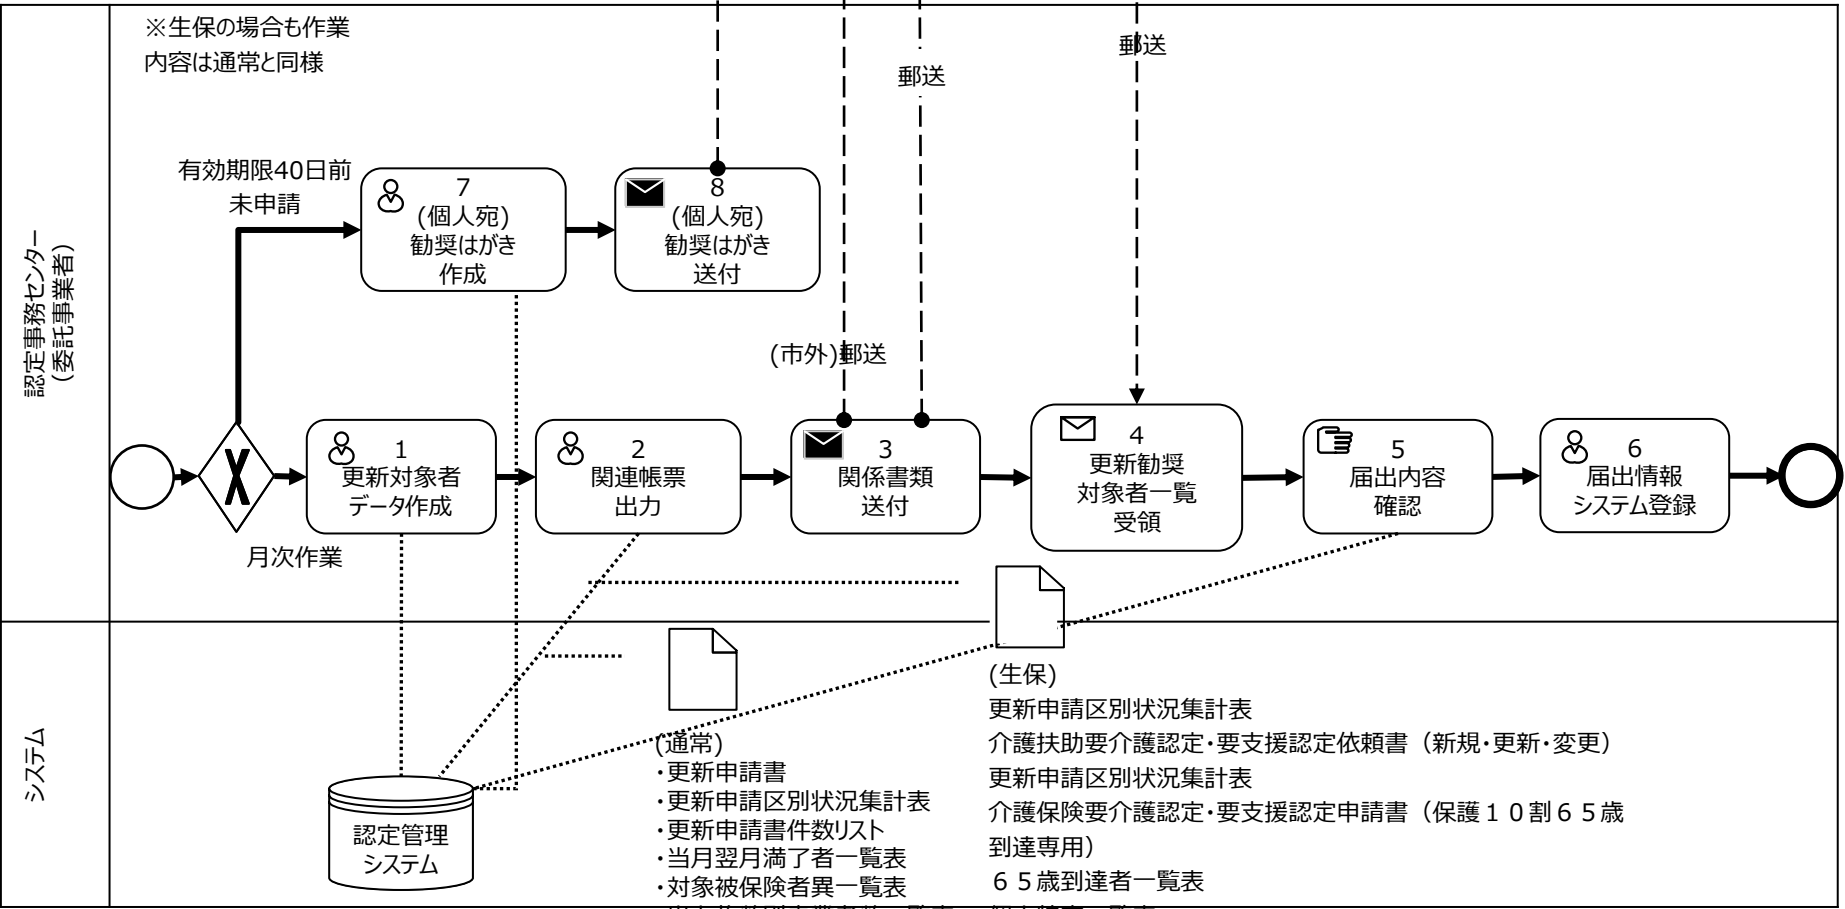 ※生保の場合も作業
内容は通常と同様
郵送
郵送
有効期限40日前
未申請
7
(個人宛)
勧奨はがき
作成
8
(個人宛)
勧奨はがき
送付
認定事務センター
（委託事業者）
(市外)郵送
1
更新対象者
データ作成
2
関連帳票
出力
3
関係書類
送付
4
更新勧奨
対象者一覧
受領
5
届出内容
確認
6
届出情報
システム登録
月次作業
システム
認定管理
システム
(通常)
・更新申請書
・更新申請区別状況集計表
・更新申請書件数リスト
・当月翌月満了者一覧表
・対象被保険者異一覧表
(生保)
更新申請区別状況集計表
介護扶助要介護認定・要支援認定依頼書（新規・更新・変更）
更新申請区別状況集計表
介護保険要介護認定・要支援認定申請書（保護１０割６５歳
到達専用）
６５歳到達者一覧表